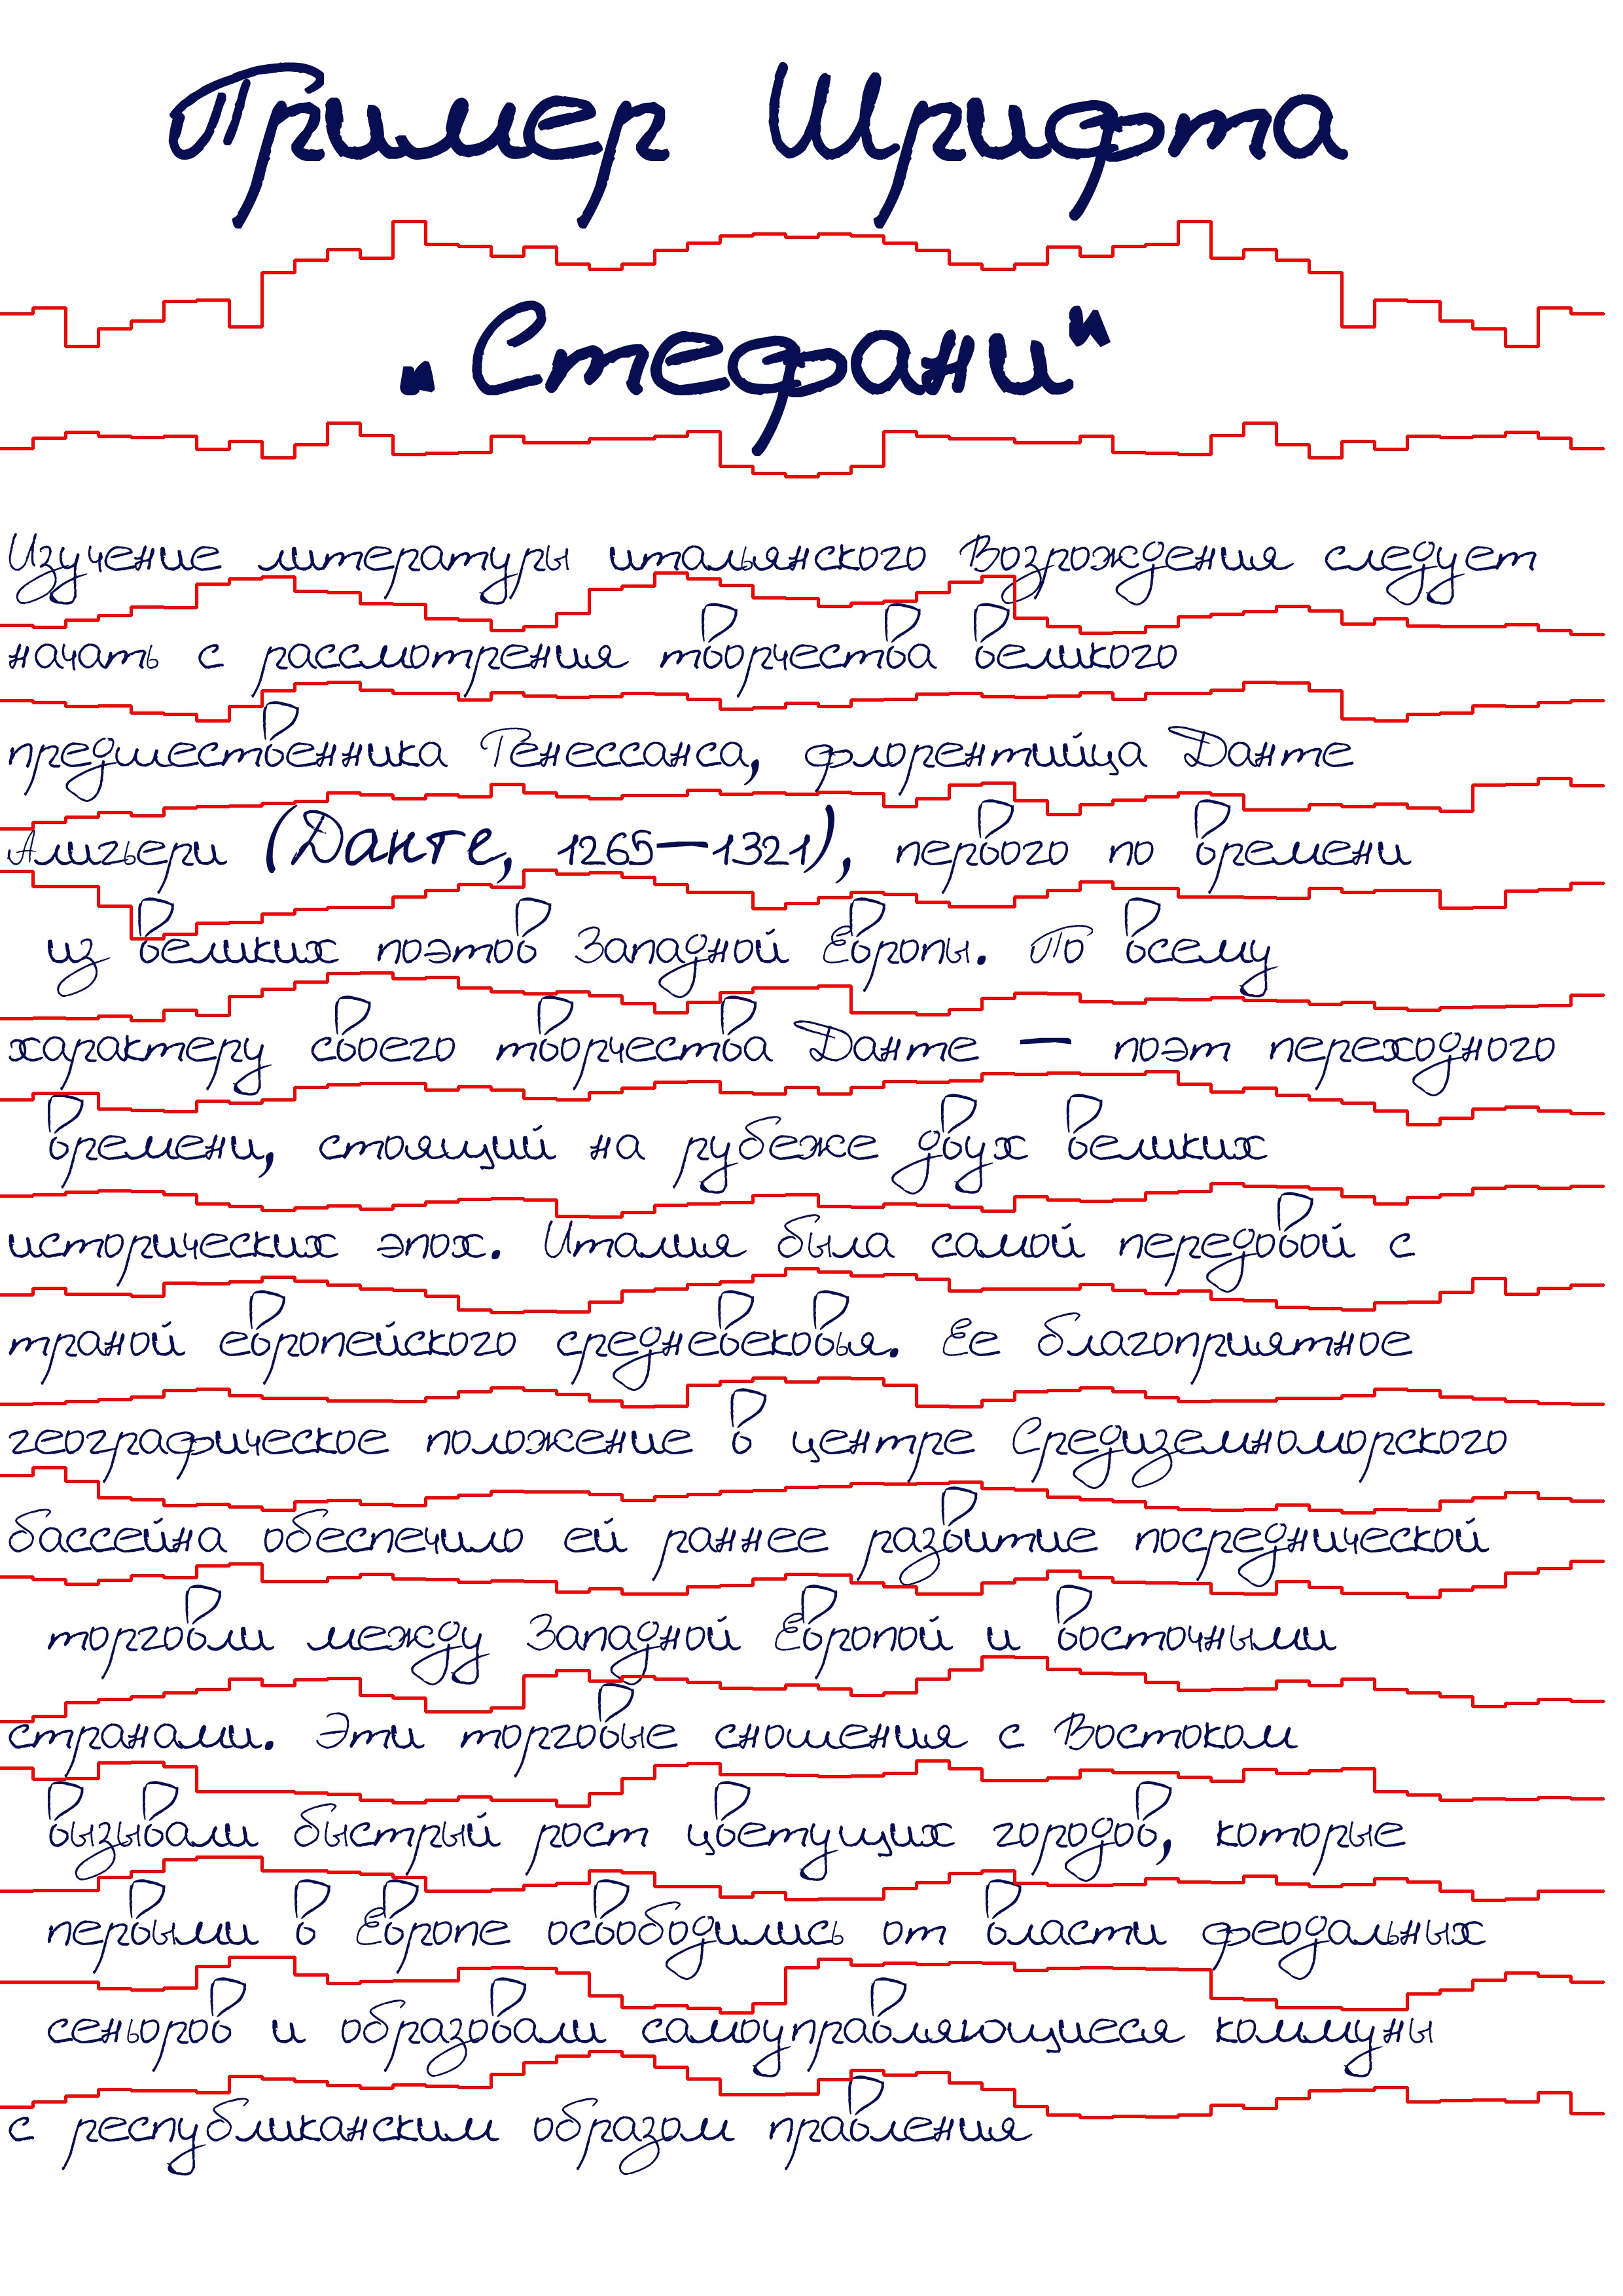 Пример Шрифта
„Стефани“
Изучение литературы итальянского Возрождения следует
начать с рассмотрения творчества великого
предшественника Ренессанса, флорентийца Данте
Алигьери (Данте, 1265—1321), первого по времени
из великих поэтов Западной Европы. По всему
характеру своего творчества Данте — поэт переходного
времени, стоящий на рубеже двух великих
исторических эпох. Италия была самой передовой с
траной европейского средневековья. Ее благоприятное
географическое положение в центре Средиземноморского
бассейна обеспечило ей раннее развитие посреднической
торговли между Западной Европой и восточными
странами. Эти торговые сношения с Востоком
вызывали быстрый рост цветущих городов, которые
первыми в Европе освободились от власти феодальных
сеньоров и образовали самоуправляющиеся коммуны
с республиканским образом правления